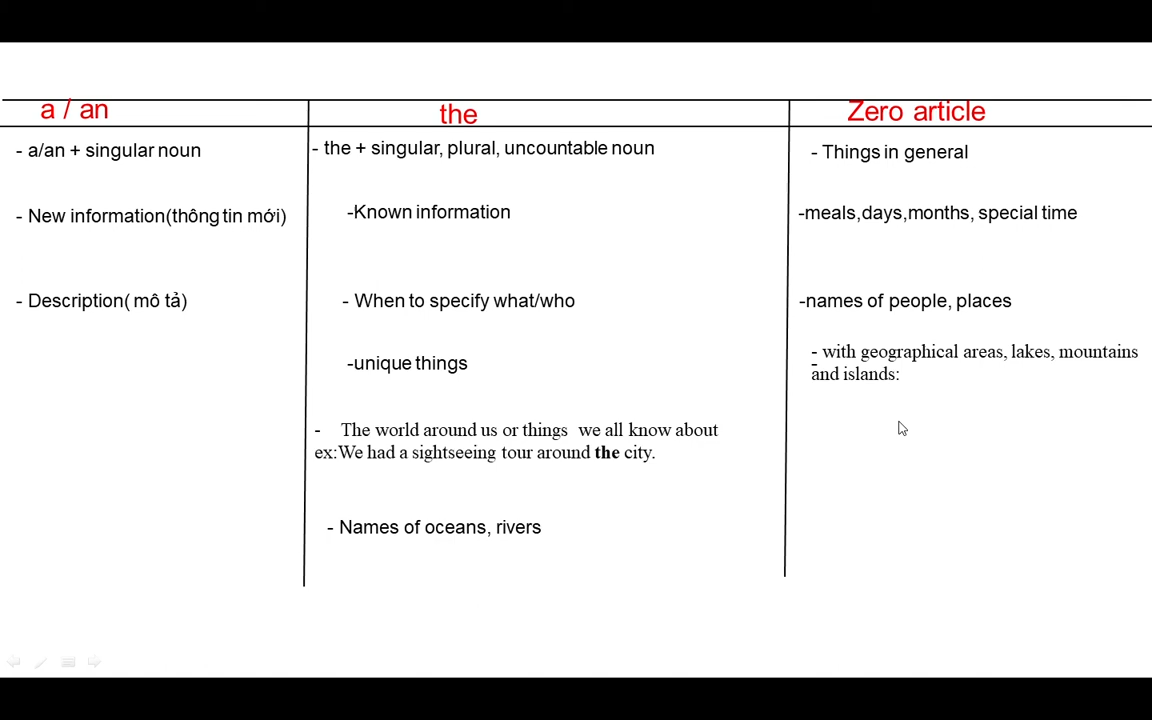 a / an
the
Zero article
- a/an + singular noun
- New information(thông tin mới)
- Description( mô tả)
- the + singular, plural, uncountable noun
-Known information
- When to specify what/who
-unique things
- The world around us or things we all know about
ex:We had a sightseeing tour around the city.
- Names of oceans, rivers
- Things in general
-meals,days,months, special time
-names of people, places
- with geographical areas, lakes, mountains
and islands: